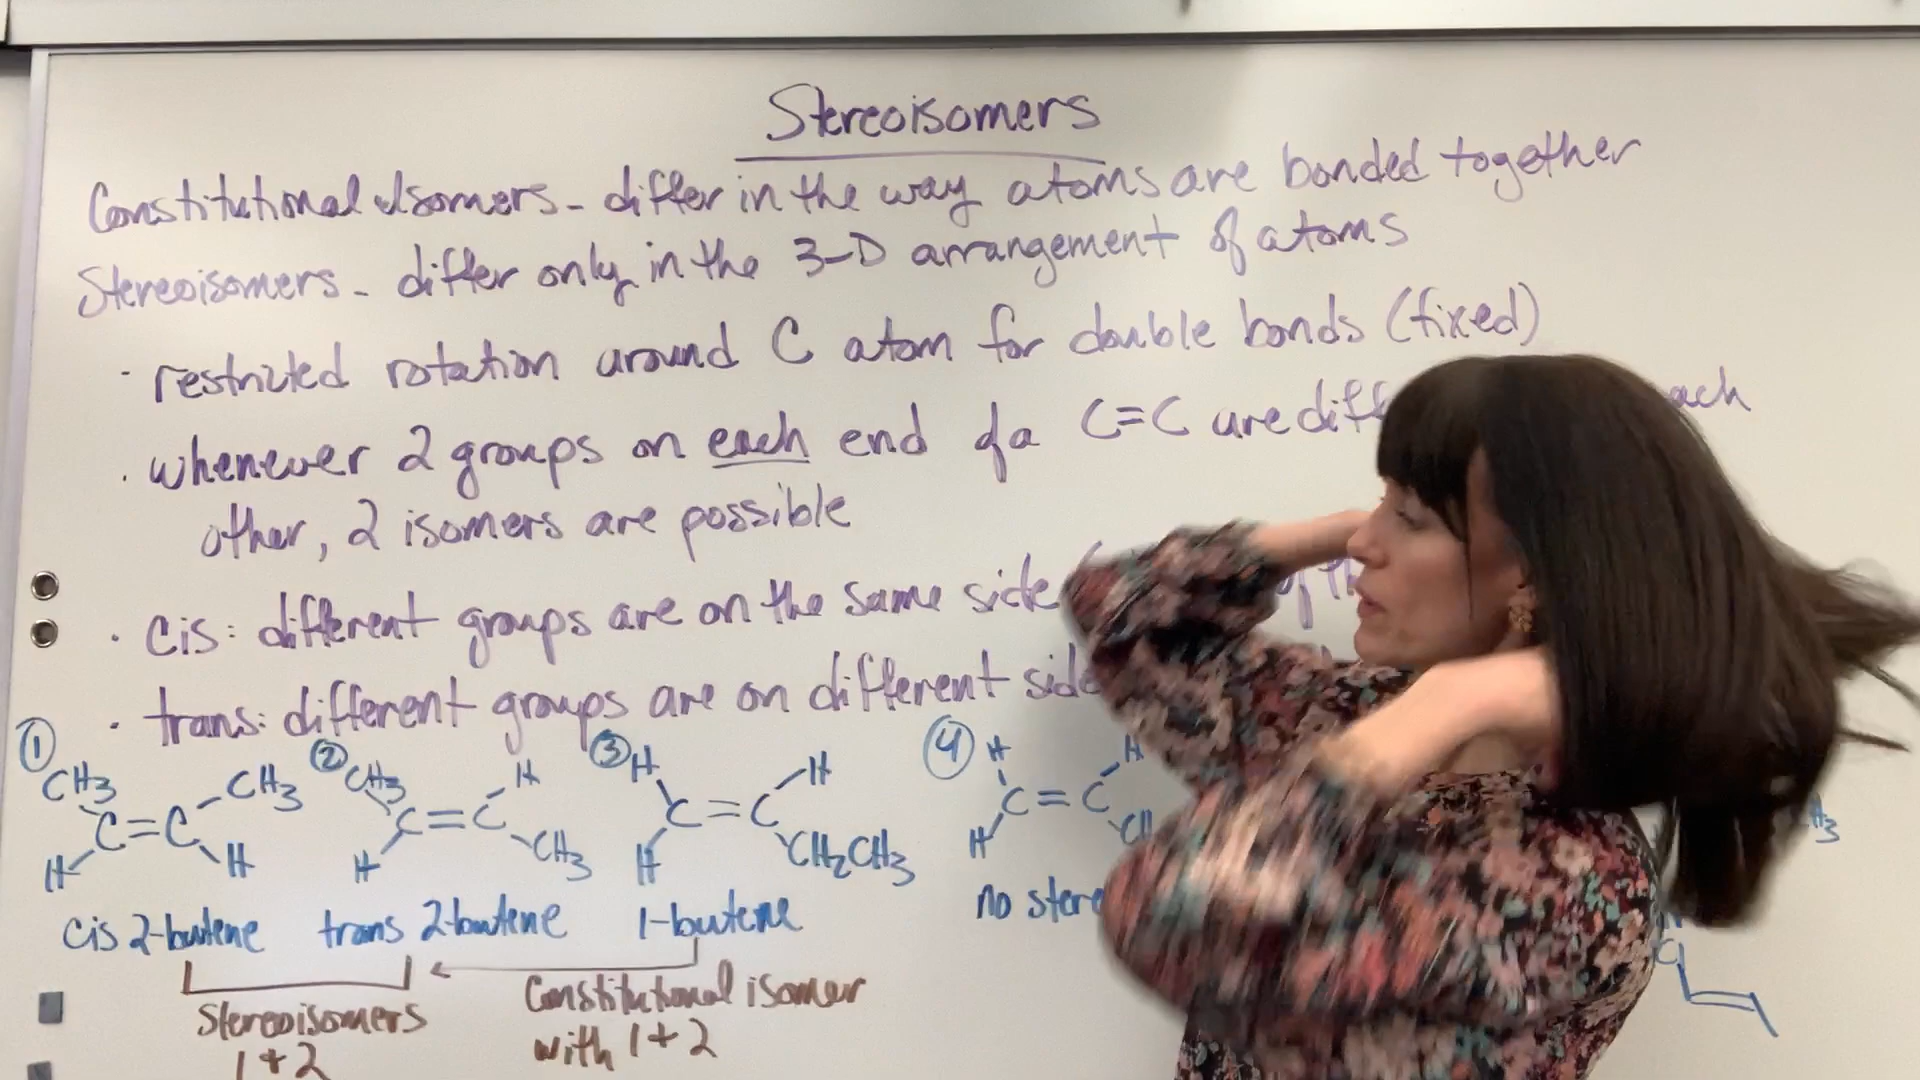 Stereoisomers
Constitutional Isomers - differ in the way atoms are bonded together
Stereoisomers - differ only in the 3-D arrangement of atoms
· restricted rotation around C atom for double bonds (fixed)
· whenever 2 groups on each end of a C=C are diff ach
other, 2 isomers are possible
· cis: different groups are on the same side
· trans: different groups are on different side
① CH3 CH3
C=C
H H
cis 2-butene
② CH3 H
C=C
H CH3
trans 2-butene
③ H H
C=C
H CH2CH3
1-butene
④ H H
C=C
H
no stere
H3
Stereoisomers
1+2
Constitutional isomer
with 1+2